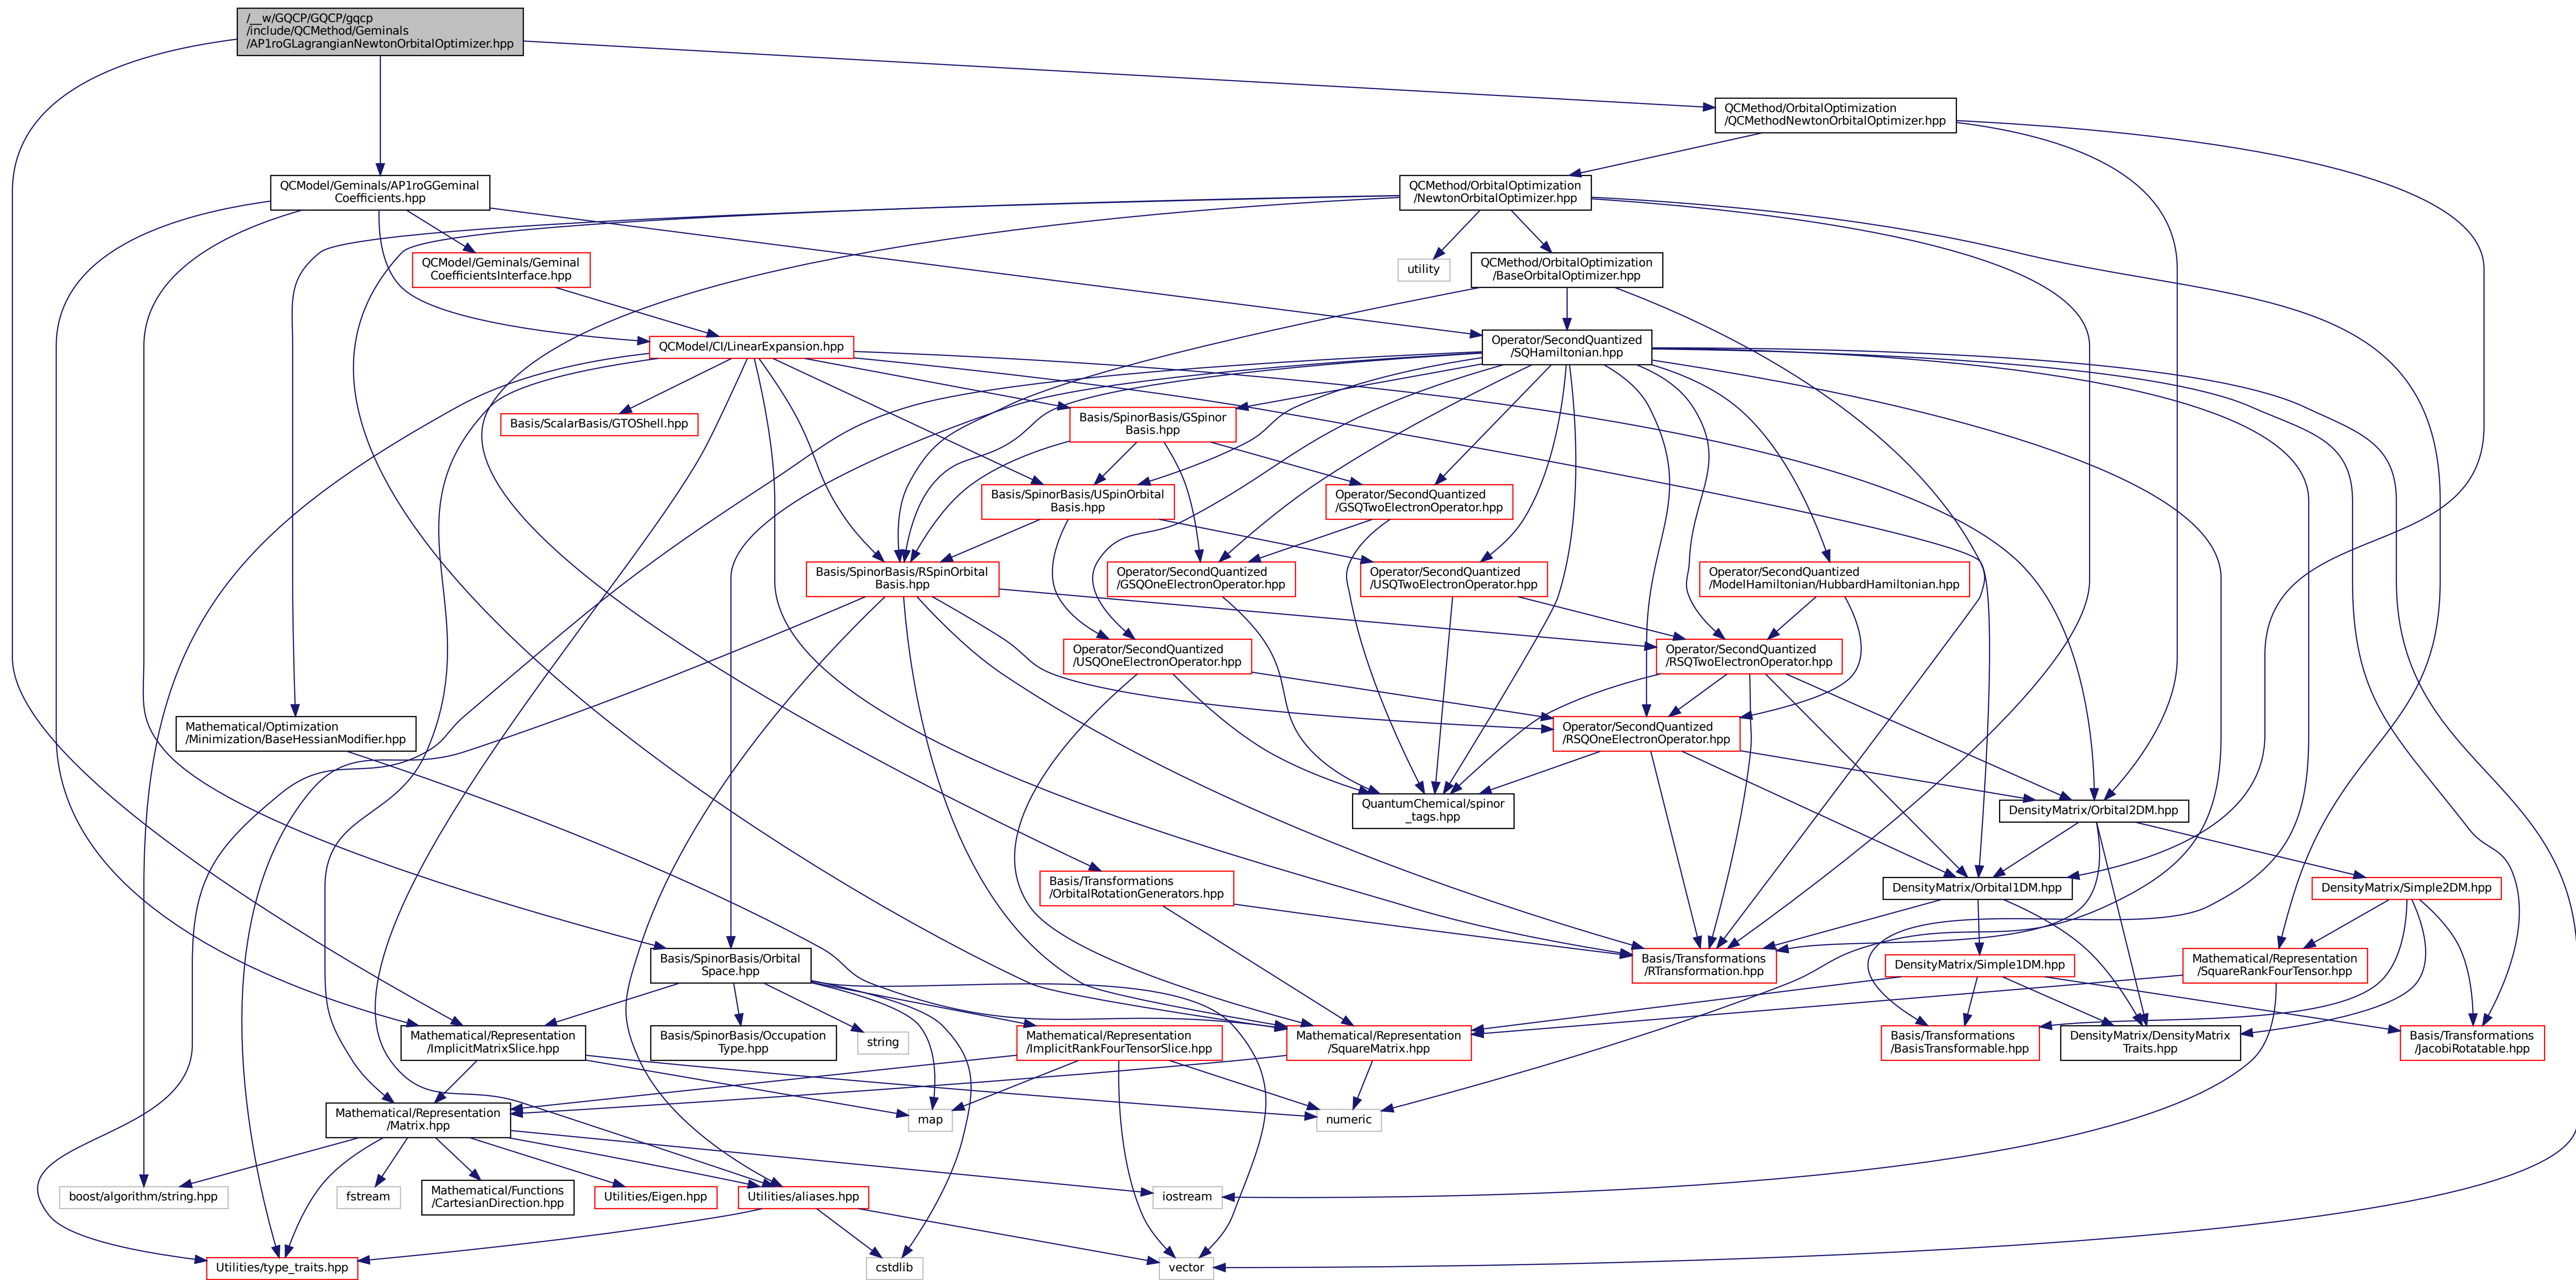 /__w/GQCP/GQCP/gqcp
/include/QCMethod/Geminals
/AP1roGLagrangianNewtonOrbitalOptimizer.hpp
QCMethod/OrbitalOptimization
/QCMethodNewtonOrbitalOptimizer.hpp
QCModel/Geminals/AP1roGGeminal
Coefficients.hpp
QCMethod/OrbitalOptimization
/NewtonOrbitalOptimizer.hpp
QCModel/Geminals/Geminal
CoefficientsInterface.hpp
utility
QCMethod/OrbitalOptimization
/BaseOrbitalOptimizer.hpp
QCModel/CI/LinearExpansion.hpp
Operator/SecondQuantized
/SQHamiltonian.hpp
Basis/ScalarBasis/GTOShell.hpp
Basis/SpinorBasis/GSpinor
Basis.hpp
Basis/SpinorBasis/USpinOrbital
Basis.hpp
Operator/SecondQuantized
/GSQTwoElectronOperator.hpp
Basis/SpinorBasis/RSpinOrbital
Basis.hpp
Operator/SecondQuantized
/GSQOneElectronOperator.hpp
Operator/SecondQuantized
/USQTwoElectronOperator.hpp
Operator/SecondQuantized
/ModelHamiltonian/HubbardHamiltonian.hpp
Operator/SecondQuantized
/USQOneElectronOperator.hpp
Operator/SecondQuantized
/RSQTwoElectronOperator.hpp
Mathematical/Optimization
/Minimization/BaseHessianModifier.hpp
Operator/SecondQuantized
/RSQOneElectronOperator.hpp
QuantumChemical/spinor
_tags.hpp
DensityMatrix/Orbital2DM.hpp
Basis/Transformations
/OrbitalRotationGenerators.hpp
DensityMatrix/Orbital1DM.hpp
DensityMatrix/Simple2DM.hpp
Basis/SpinorBasis/Orbital
Space.hpp
Basis/Transformations
/RTransformation.hpp
DensityMatrix/Simple1DM.hpp
Mathematical/Representation
/SquareRankFourTensor.hpp
Mathematical/Representation
/ImplicitMatrixSlice.hpp
Basis/SpinorBasis/Occupation
Type.hpp
string
Mathematical/Representation
/ImplicitRankFourTensorSlice.hpp
Mathematical/Representation
/SquareMatrix.hpp
Basis/Transformations
/BasisTransformable.hpp
DensityMatrix/DensityMatrix
Traits.hpp
Basis/Transformations
/JacobiRotatable.hpp
Mathematical/Representation
/Matrix.hpp
map
numeric
boost/algorithm/string.hpp
fstream
Mathematical/Functions
/CartesianDirection.hpp
Utilities/Eigen.hpp
Utilities/aliases.hpp
iostream
Utilities/type_traits.hpp
cstdlib
vector